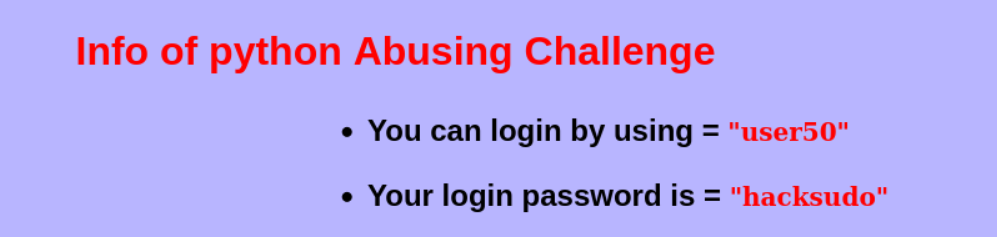 Info of python Abusing Challenge
• You can login by using = "user50"
• Your login password is = "hacksudo"